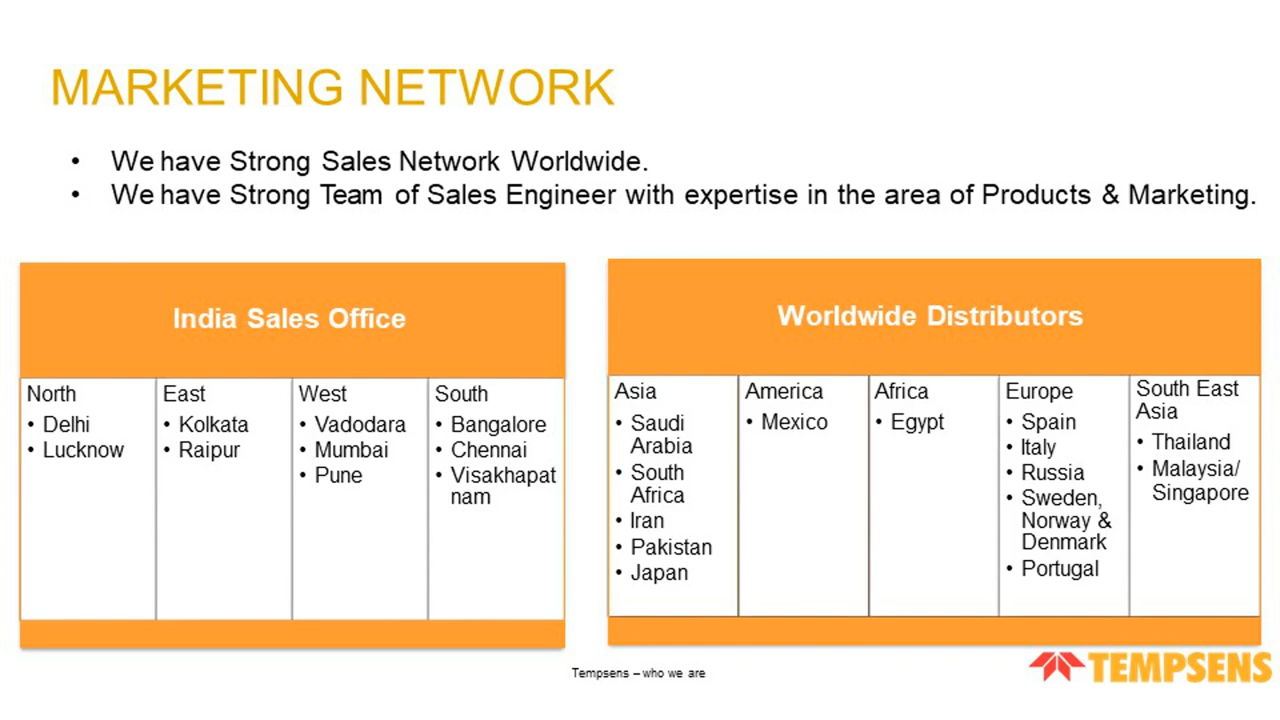 MARKETING NETWORK
• We have Strong Sales Network Worldwide.
• We have Strong Team of Sales Engineer with expertise in the area of Products & Marketing.
India Sales Office
North
• Delhi
• Lucknow
East
• Kolkata
• Raipur
West
• Vadodara
• Mumbai
• Pune
South
• Bangalore
• Chennai
• Visakhapat
nam
Worldwide Distributors
Asia
• Saudi
Arabia
• South
Africa
• Iran
• Pakistan
• Japan
America
• Mexico
Africa
• Egypt
Europe
• Spain
• Italy
• Russia
• Sweden,
Norway &
Denmark
• Portugal
South East
Asia
• Thailand
• Malaysia/
Singapore
Tempsens – who we are
TEMPSENS